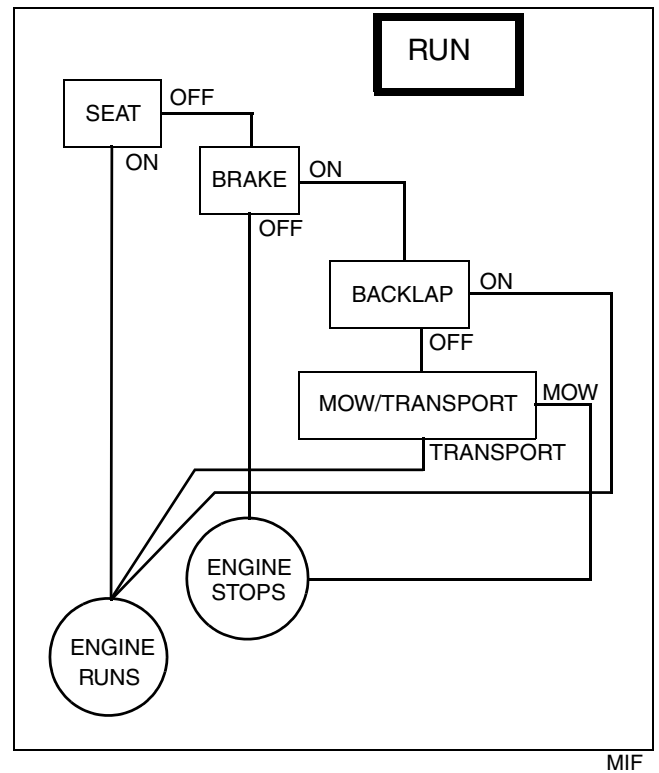 RUN
SEAT
OFF
ON
BRAKE
ON
OFF
BACKLAP
ON
OFF
MOW/TRANSPORT
MOW
TRANSPORT
ENGINE
STOPS
ENGINE
RUNS
MIF